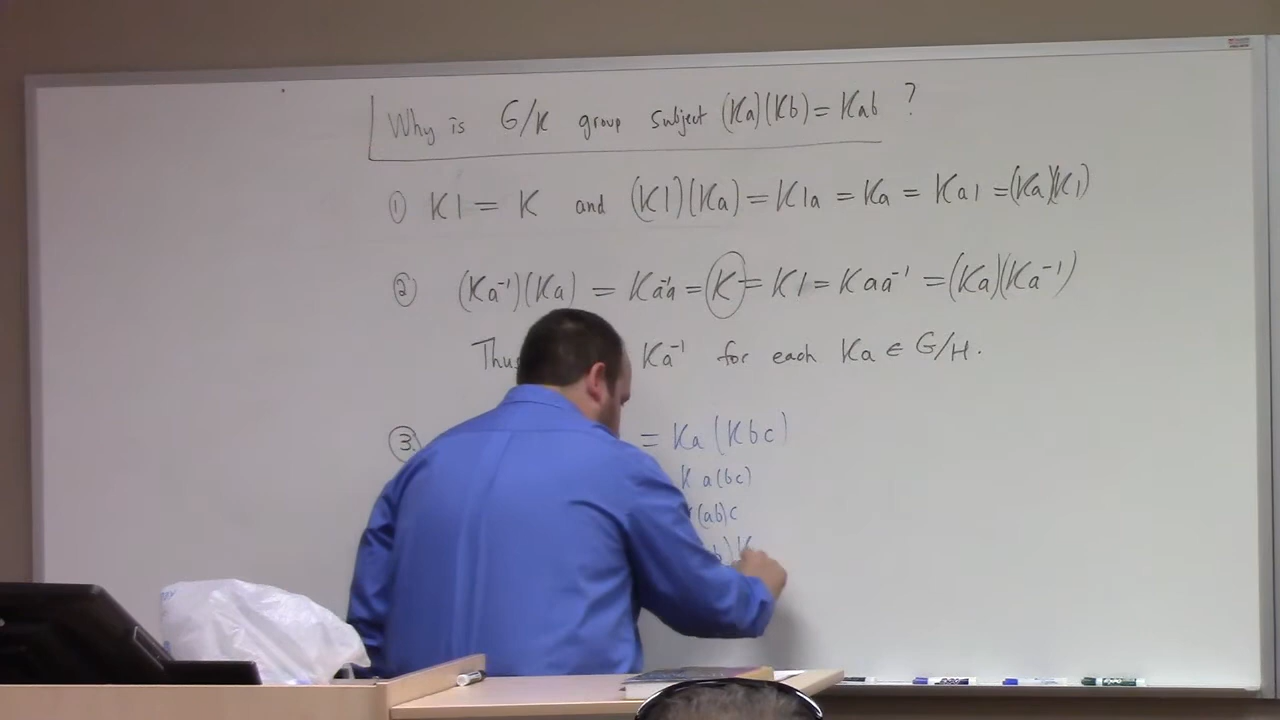 Why is G/K group subject (Ka)(Kb) = Kab ?
① K1 = K and (K1)(Ka) = K1a = Ka = Ka1 = (Ka)(K1)
② (Ka⁻¹)(Ka) = Ka⁻¹a = K = K1 = Kaa⁻¹ = (Ka)(Ka⁻¹)
Thus Ka⁻¹ for each Ka ∈ G/H.
③ = Ka (Kbc)
K a(bc)
(ab)c
b) K